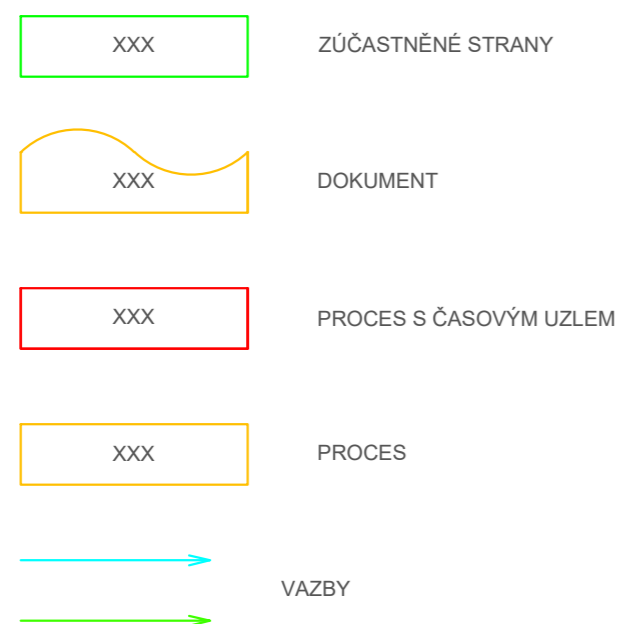 XXX ZÚČASTNĚNÉ STRANY
XXX DOKUMENT
XXX PROCES S ČASOVÝM UZLEM
XXX PROCES
VAZBY